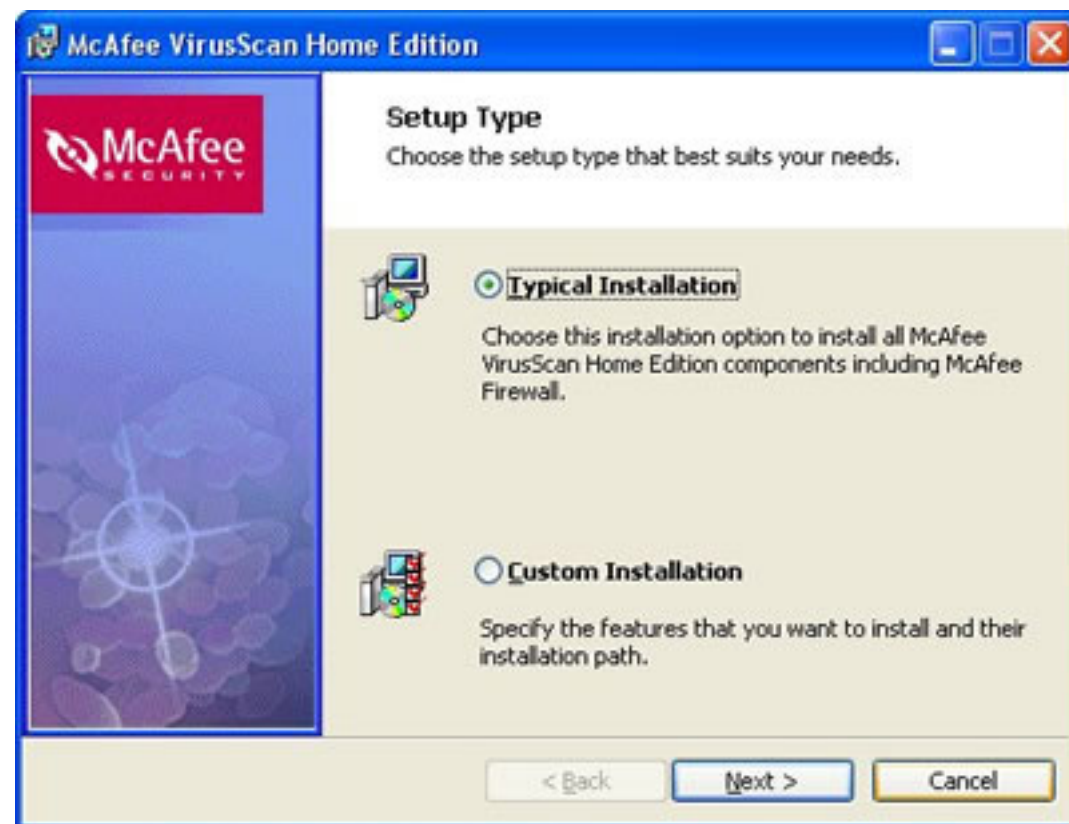 McAfee VirusScan Home Edition
McAfee
SECURITY
Setup Type
Choose the setup type that best suits your needs.
Typical Installation
Choose this installation option to install all McAfee
VirusScan Home Edition components including McAfee
Firewall.
Custom Installation
Specify the features that you want to install and their
installation path.
< Back
Next >
Cancel